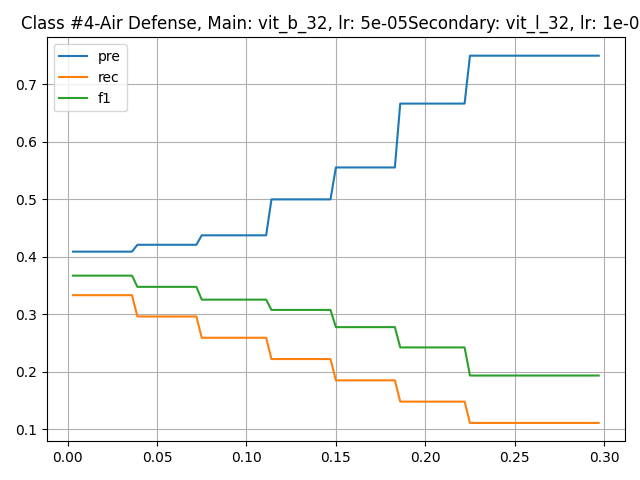 Class #4-Air Defense, Main: vit_b_32, lr: 5e-05Secondary: vit_l_32, lr: 1e-0
pre
rec
f1
0.7
0.6
0.5
0.4
0.3
0.2
0.1
0.00 0.05 0.10 0.15 0.20 0.25 0.30